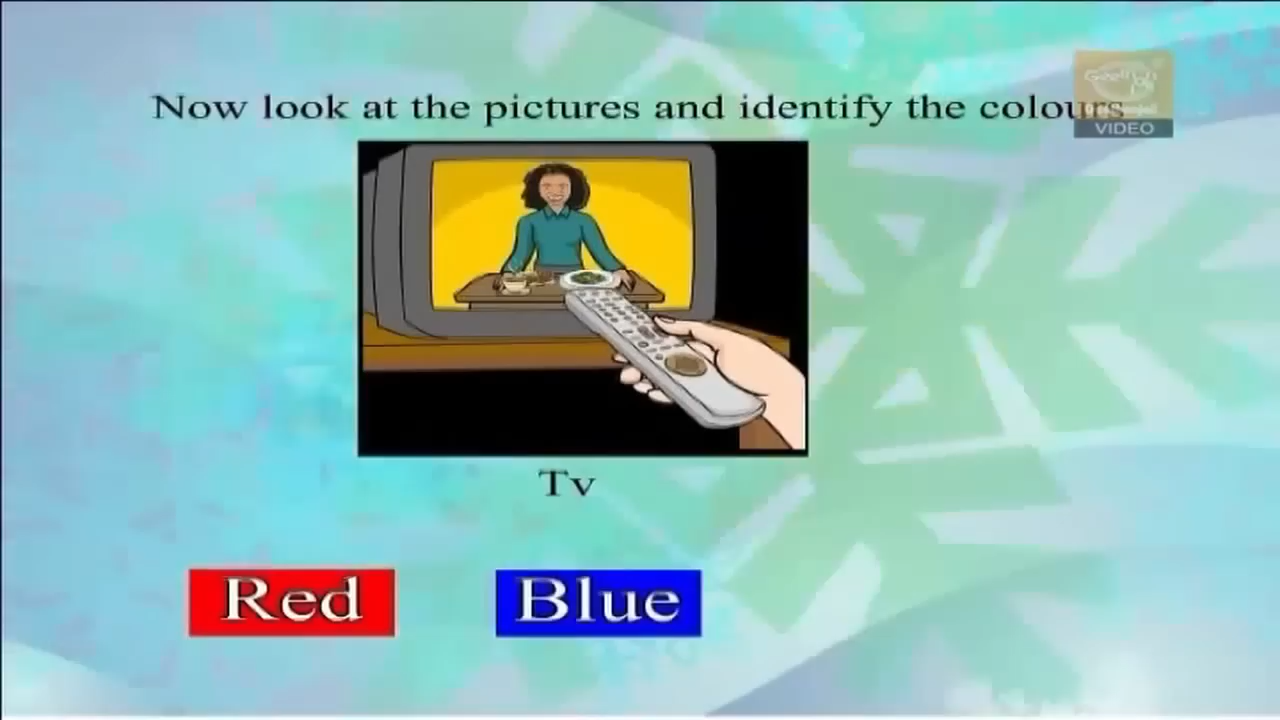 Now look at the pictures and identify the colours
VIDEO
Tv
Red
Blue